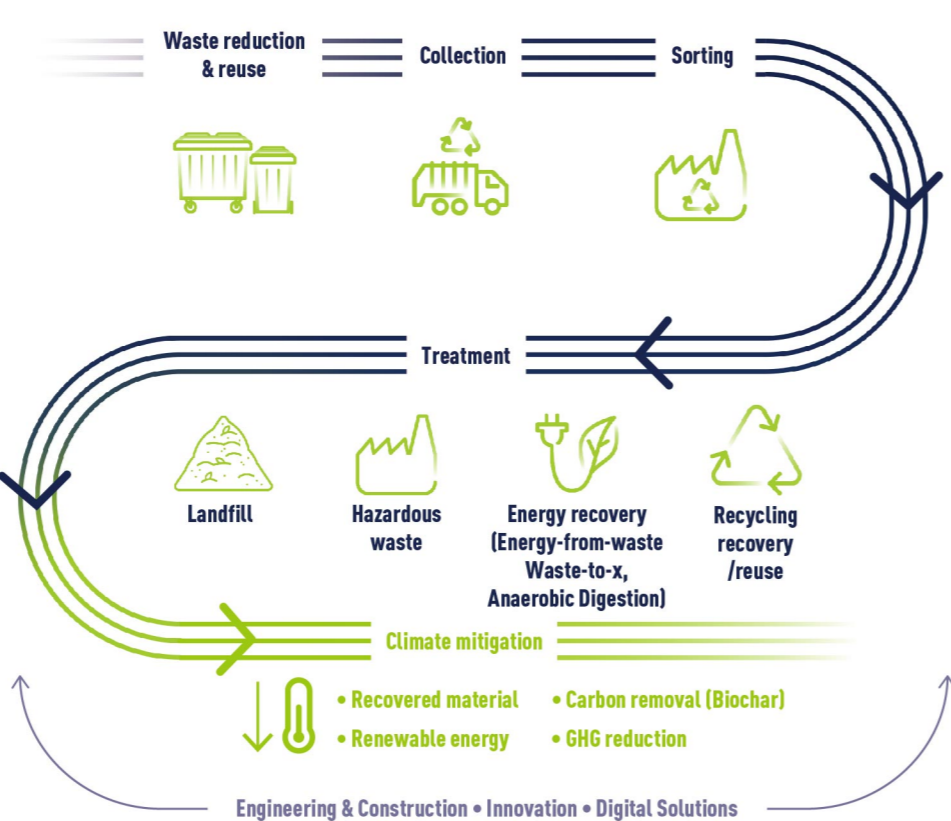 Waste reduction
& reuse
Collection
Sorting
Treatment
Landfill
Hazardous
waste
Energy recovery
(Energy-from-waste
Waste-to-x,
Anaerobic Digestion)
Recycling
recovery
/reuse
Climate mitigation
• Recovered material
• Renewable energy
• Carbon removal (Biochar)
• GHG reduction
Engineering & Construction • Innovation • Digital Solutions